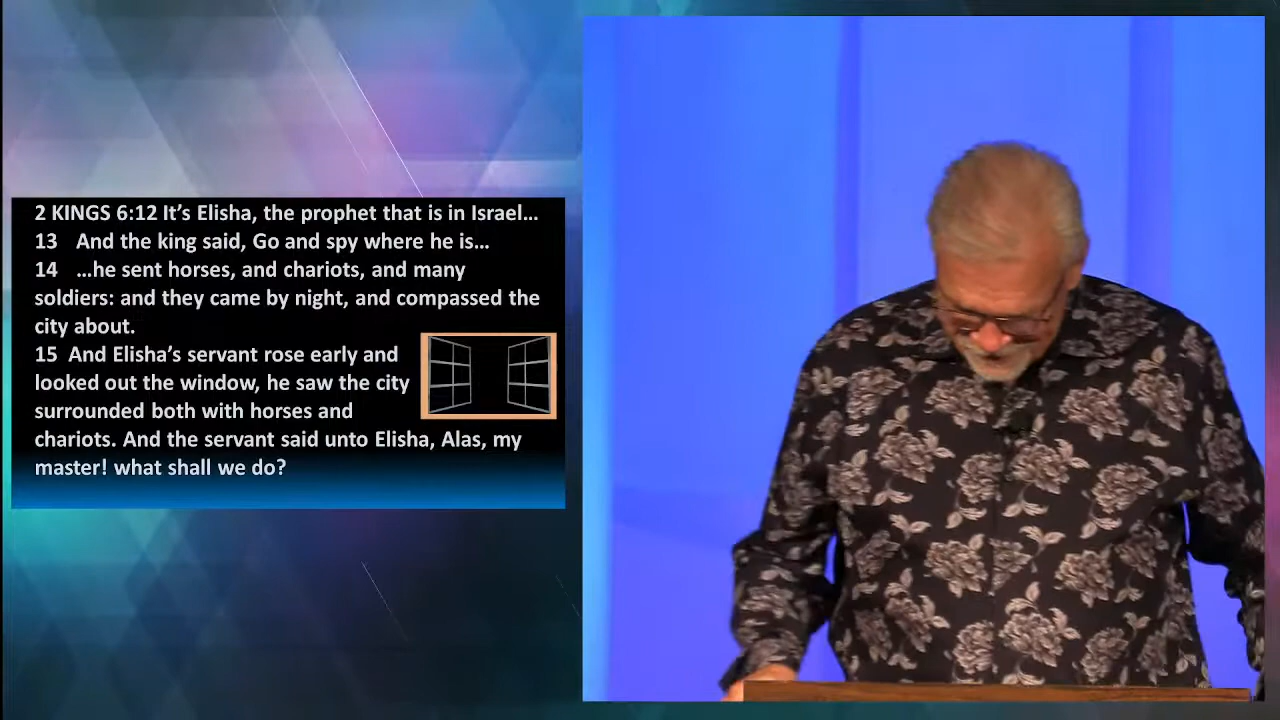 2 KINGS 6:12 It’s Elisha, the prophet that is in Israel…
13 And the king said, Go and spy where he is…
14 …he sent horses, and chariots, and many
soldiers: and they came by night, and compassed the
city about.
15 And Elisha’s servant rose early and
looked out the window, he saw the city
surrounded both with horses and
chariots. And the servant said unto Elisha, Alas, my
master! what shall we do?